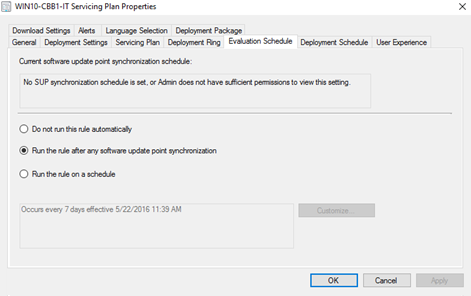 WIN10-CBB1-IT Servicing Plan Properties
Download Settings Alerts Language Selection Deployment Package
General Deployment Settings Servicing Plan Deployment Ring Evaluation Schedule Deployment Schedule User Experience
Current software update point synchronization schedule:
No SUP synchronization schedule is set, or Admin does not have sufficient permissions to view this setting.
Do not run this rule automatically
Run the rule after any software update point synchronization
Run the rule on a schedule
Occurs every 7 days effective 5/22/2016 11:39 AM
Customize ...
OK Cancel Apply